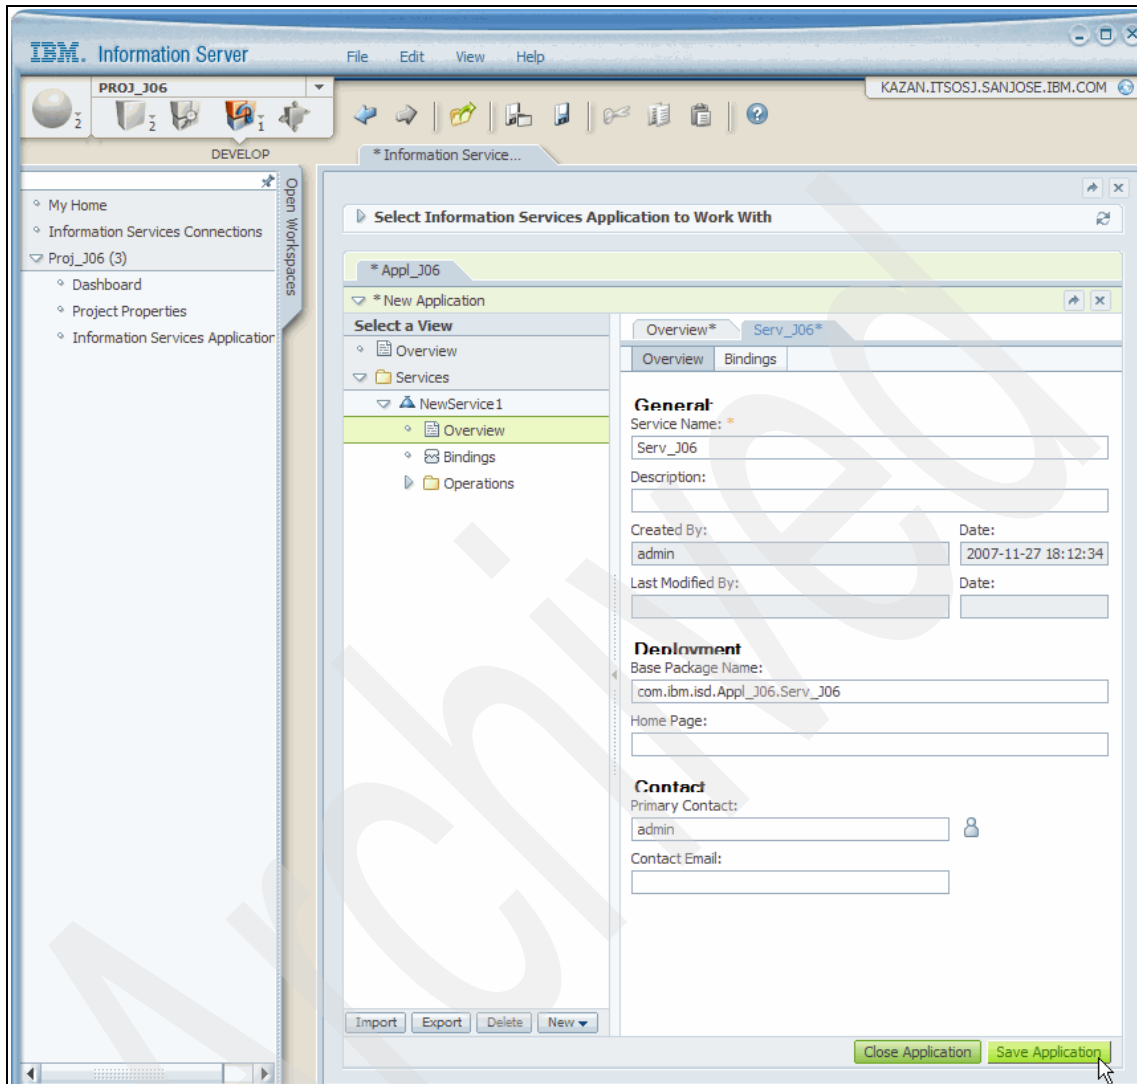 IBM. Information Server File Edit View Help
PROJ_J06
KAZAN.ITSOSJ.SANJOSE.IBM.COM
2 2 1
DEVELOP
* Information Service...
Open Workspaces
My Home
Information Services Connections
Proj_J06 (3)
Dashboard
Project Properties
Information Services Application
Select Information Services Application to Work With
* Appl_J06
* New Application
Select a View
Overview
Services
NewService1
Overview
Bindings
Operations
Import Export Delete New
Overview* Serv_J06*
Overview Bindings
General
Service Name: *
Serv_J06
Description:
Created By: Date:
admin 2007-11-27 18:12:34
Last Modified By: Date:
Deployment
Base Package Name:
com.ibm.isd.Appl_J06.Serv_J06
Home Page:
Contact
Primary Contact:
admin
Contact Email:
Close Application Save Application
Archived